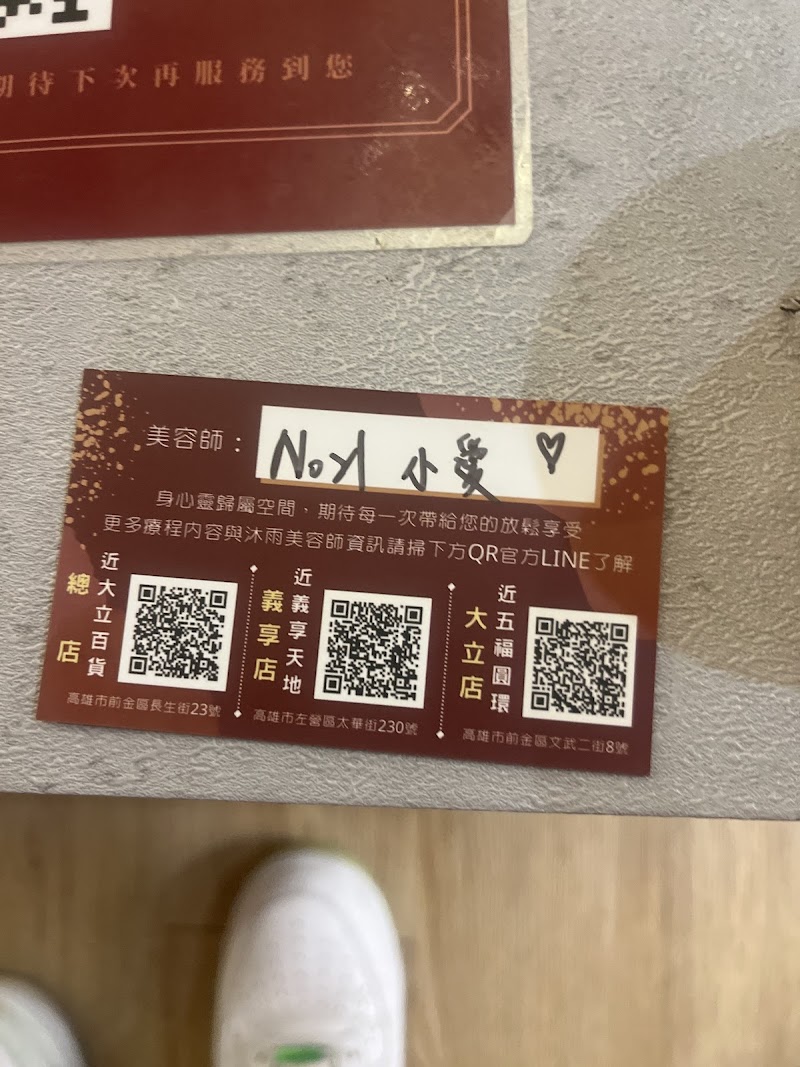 期待下次再服務到您
美容師：No41 小愛 ♡
身心靈歸屬空間，期待每一次帶給您的放鬆享受
更多療程內容與沐雨美容師資訊請掃下方QR官方LINE了解
總店
近大立百貨
高雄市前金區長生街23號
義享店
近義享天地
高雄市左營區太華街230號
大立店
近五福圓環
高雄市前金區文武二街8號